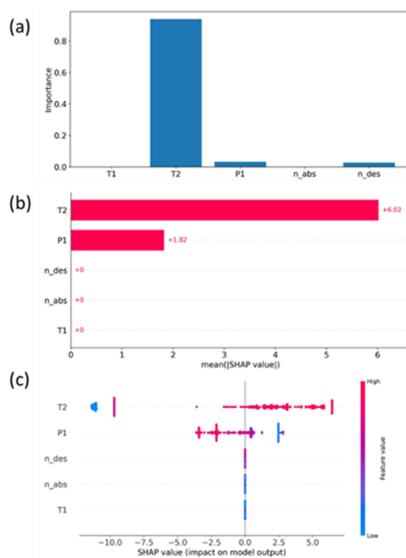 (a)
Importance
0.8
0.6
0.4
0.2
0.0
T1 T2 P1 n_abs n_des
(b)
T2 +6.02
P1 +1.82
n_des +0
n_abs +0
T1 +0
0 1 2 3 4 5 6
mean(|SHAP value|)
(c)
High
T2
P1
n_des
n_abs
T1
Feature value
Low
-10.0 -7.5 -5.0 -2.5 0.0 2.5 5.0
SHAP value (impact on model output)